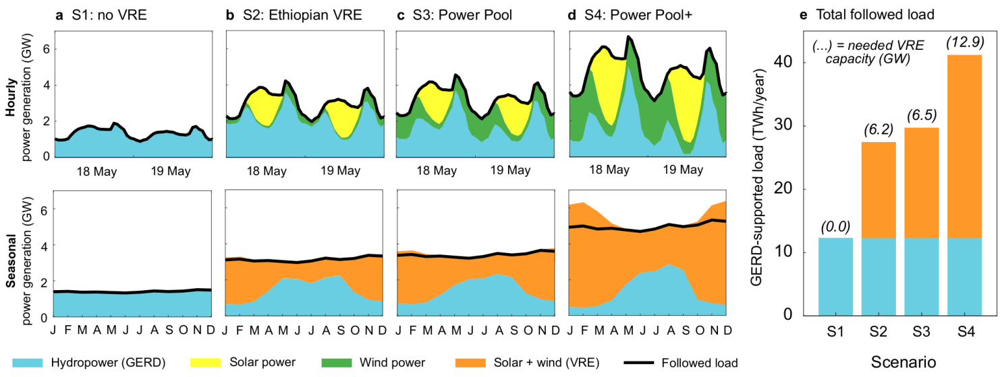 a S1: no VRE
b S2: Ethiopian VRE
c S3: Power Pool
d S4: Power Pool+
e Total followed load
Hourly
power generation (GW)
6
4
2
0
18 May
19 May
18 May
19 May
18 May
19 May
18 May
19 May
Seasonal
power generation (GW)
6
4
2
0
J F M A M J J A S O N D
J F M A M J J A S O N D
J F M A M J J A S O N D
J F M A M J J A S O N D
GERD-supported load (TWh/year)
40
30
20
10
0
(...) = needed VRE
capacity (GW)
(0.0)
(6.2)
(6.5)
(12.9)
S1
S2
S3
S4
Scenario
Hydropower (GERD)
Solar power
Wind power
Solar + wind (VRE)
Followed load